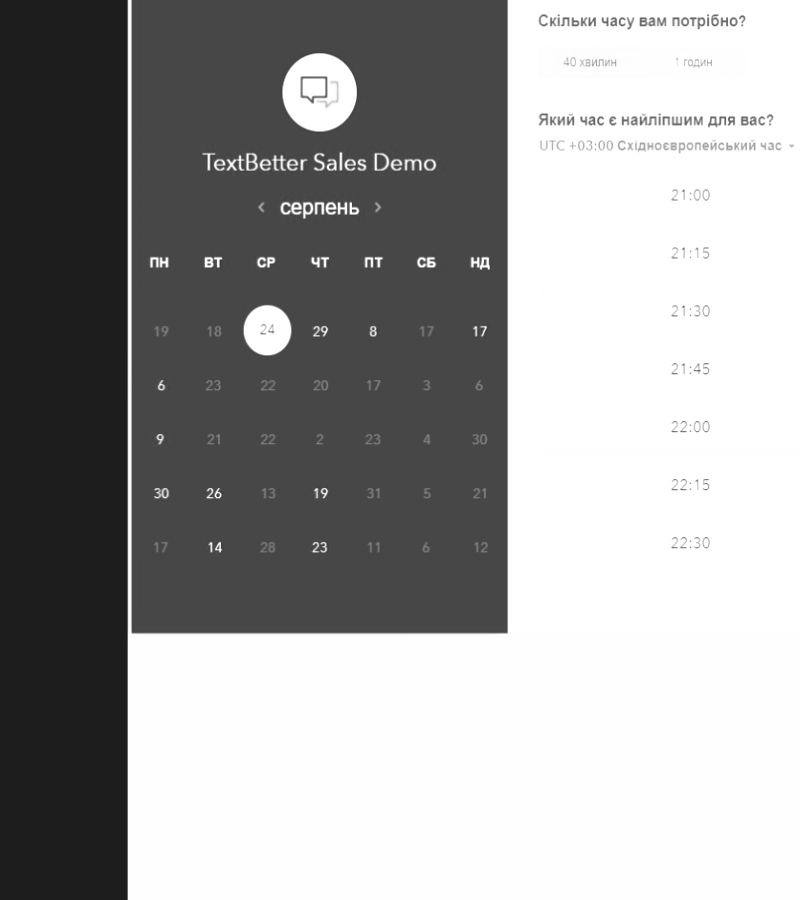 TextBetter Sales Demo
‹ серпень ›
ПН ВТ СР ЧТ ПТ СБ НД
19 18 24 29 8 17 17
6 23 22 20 17 3 6
9 21 22 2 23 4 30
30 26 13 19 31 5 21
17 14 28 23 11 6 12
Скільки часу вам потрібно?
40 хвилин 1 годин
Який час є найліпшим для вас?
UTC +03:00 Східноєвропейський час
21:00
21:15
21:30
21:45
22:00
22:15
22:30